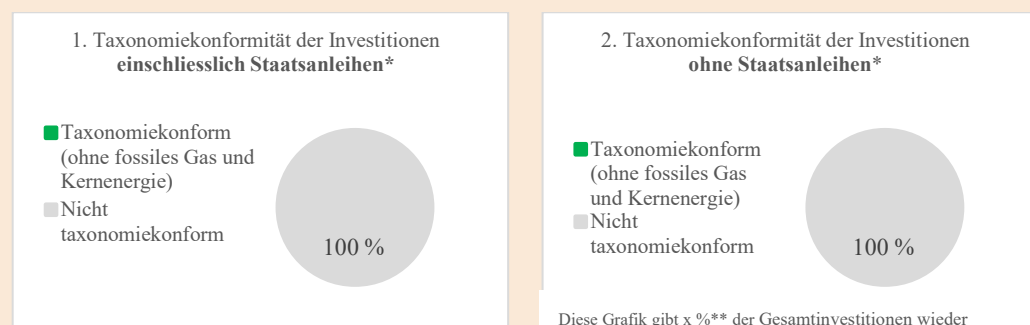 1. Taxonomiekonformität der Investitionen
einschliesslich Staatsanleihen*
Taxonomiekonform
(ohne fossiles Gas und
Kernenergie)
Nicht
taxonomiekonform
100 %
2. Taxonomiekonformität der Investitionen
ohne Staatsanleihen*
Taxonomiekonform
(ohne fossiles Gas
und Kernenergie)
Nicht
taxonomiekonform
100 %
Diese Grafik gibt x %** der Gesamtinvestitionen wieder